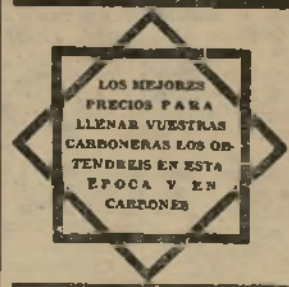 LOS MEJORES
PRECIOS PARA
LLENAR VUESTRAS
CARBONERAS LOS OB-
TENDREIS EN ESTA
EPOCA Y EN
CARBONES